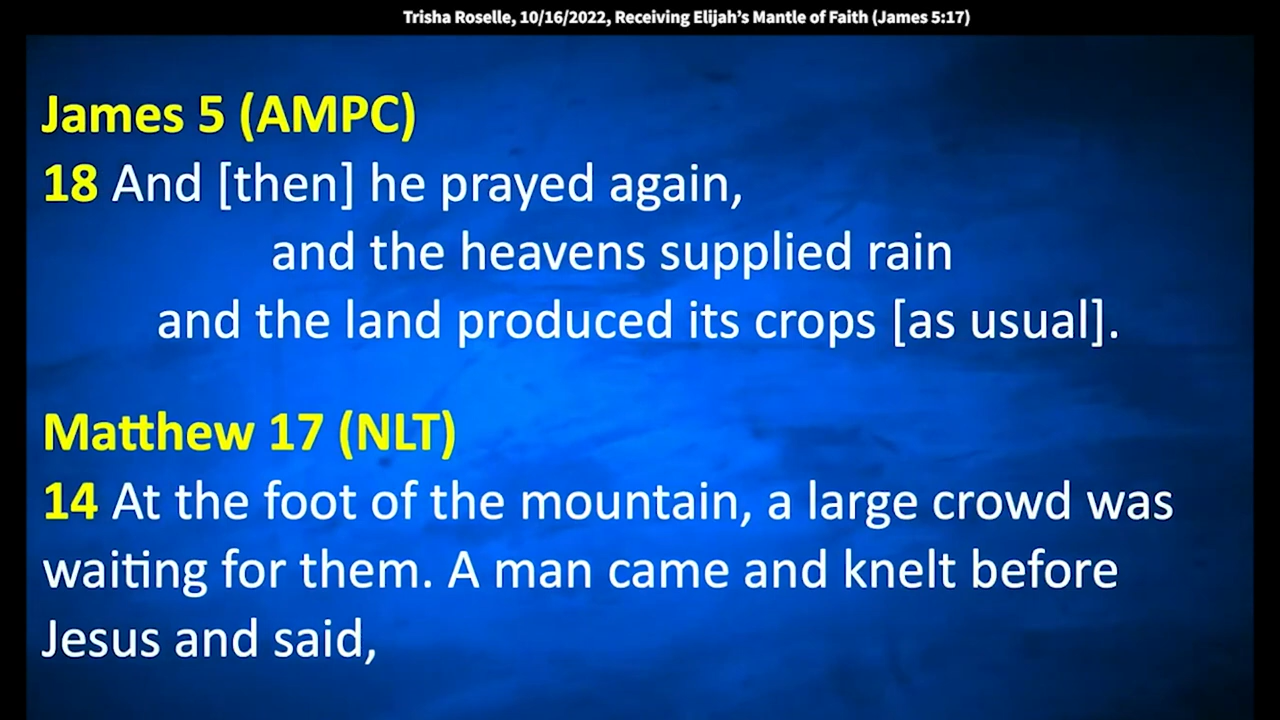 Trisha Roselle, 10/16/2022, Receiving Elijah’s Mantle of Faith (James 5:17)
James 5 (AMPC)
18 And [then] he prayed again,
and the heavens supplied rain
and the land produced its crops [as usual].
Matthew 17 (NLT)
14 At the foot of the mountain, a large crowd was
waiting for them. A man came and knelt before
Jesus and said,